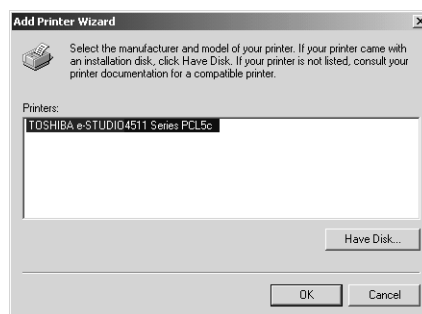 Add Printer Wizard
Select the manufacturer and model of your printer. If your printer came with
an installation disk, click Have Disk. If your printer is not listed, consult your
printer documentation for a compatible printer.
Printers:
TOSHIBA e-STUDIO4511 Series PCL5c
Have Disk...
OK
Cancel